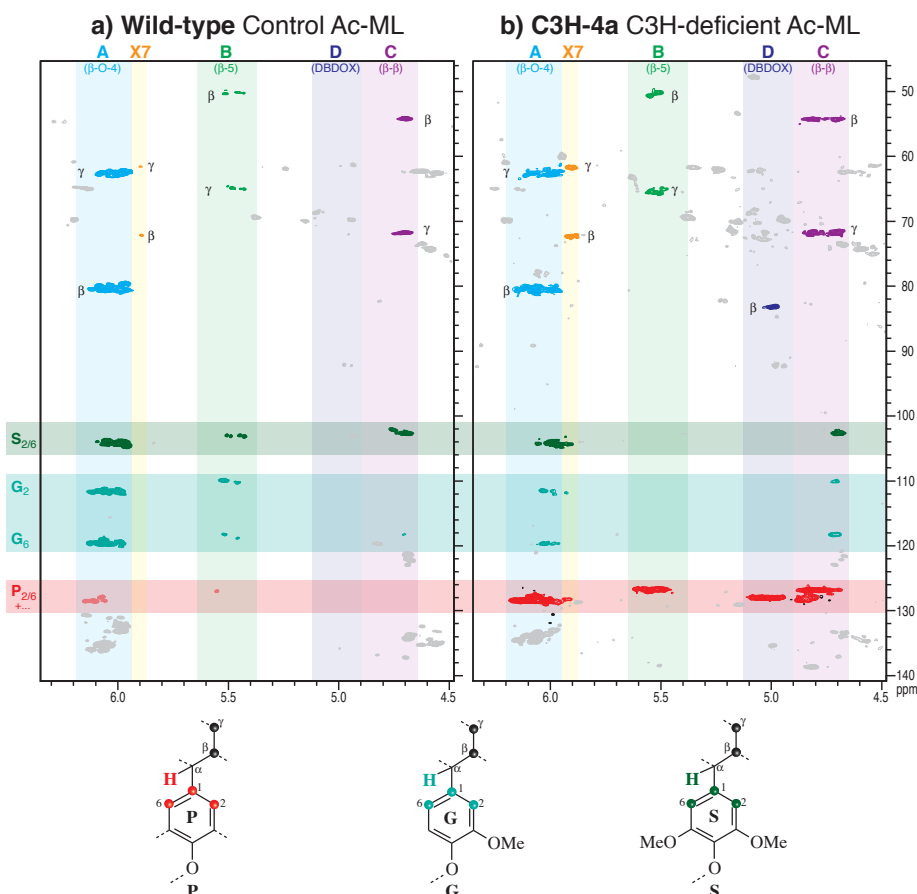 a) Wild-type Control Ac-ML
b) C3H-4a C3H-deficient Ac-ML
A X7 B D C
(β-O-4) (β-5) (DBDOX) (β-β)
A X7 B D C
(β-O-4) (β-5) (DBDOX) (β-β)
β β
β β
γ γ
γ γ
γ γ
γ γ
β β
β β
β
50
60
70
80
90
100
110
120
130
140
ppm
S2/6
G2
G6
P2/6
+...
6.0 5.5 5.0 4.5
6.0 5.5 5.0 4.5
γ
β
α
H
1
6 2
P
O
P
γ
β
α
H
1
6 2
G
OMe
O
G
γ
β
α
H
1
6 2
S
MeO OMe
O
S